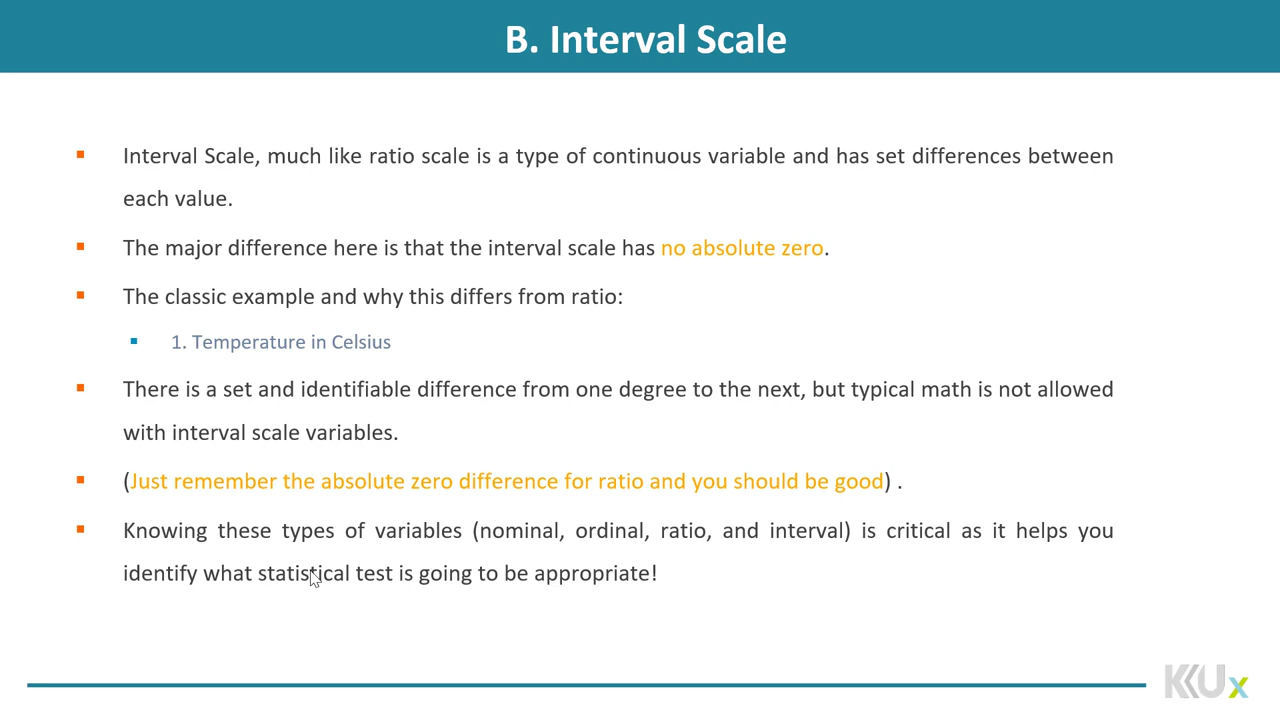 B. Interval Scale
Interval Scale, much like ratio scale is a type of continuous variable and has set differences between
each value.
The major difference here is that the interval scale has no absolute zero.
The classic example and why this differs from ratio:
1. Temperature in Celsius
There is a set and identifiable difference from one degree to the next, but typical math is not allowed
with interval scale variables.
(Just remember the absolute zero difference for ratio and you should be good) .
Knowing these types of variables (nominal, ordinal, ratio, and interval) is critical as it helps you
identify what statistical test is going to be appropriate!
KKUx